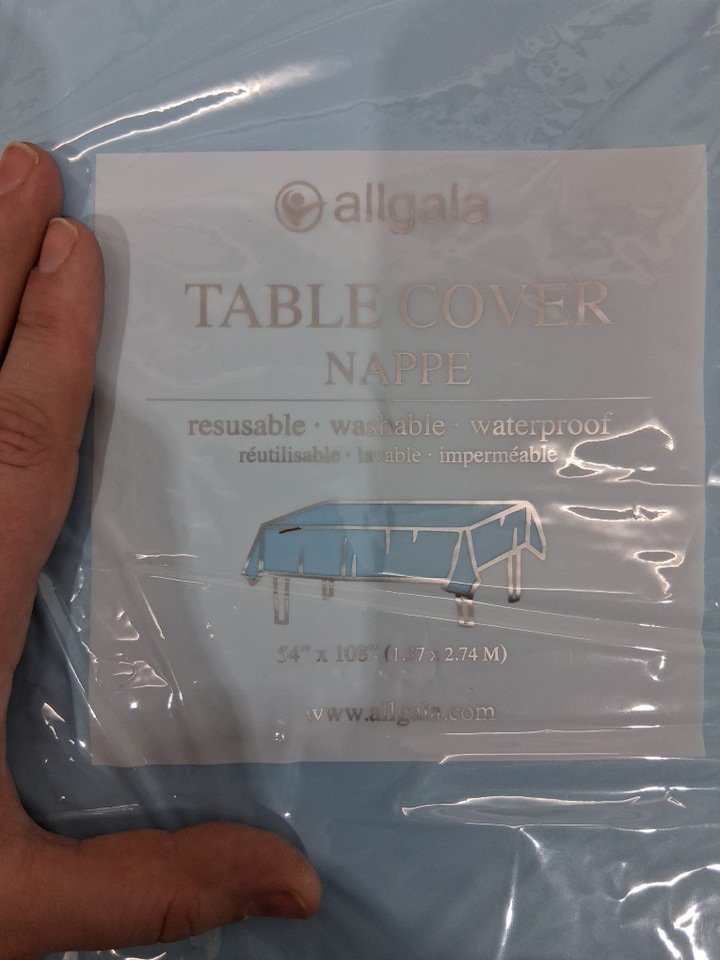 allgala
TABLE COVER
NAPPE
resusable · washable · waterproof
réutilisable · lavable · imperméable
54" x 108" (1.37 x 2.74 M)
www.allgala.com